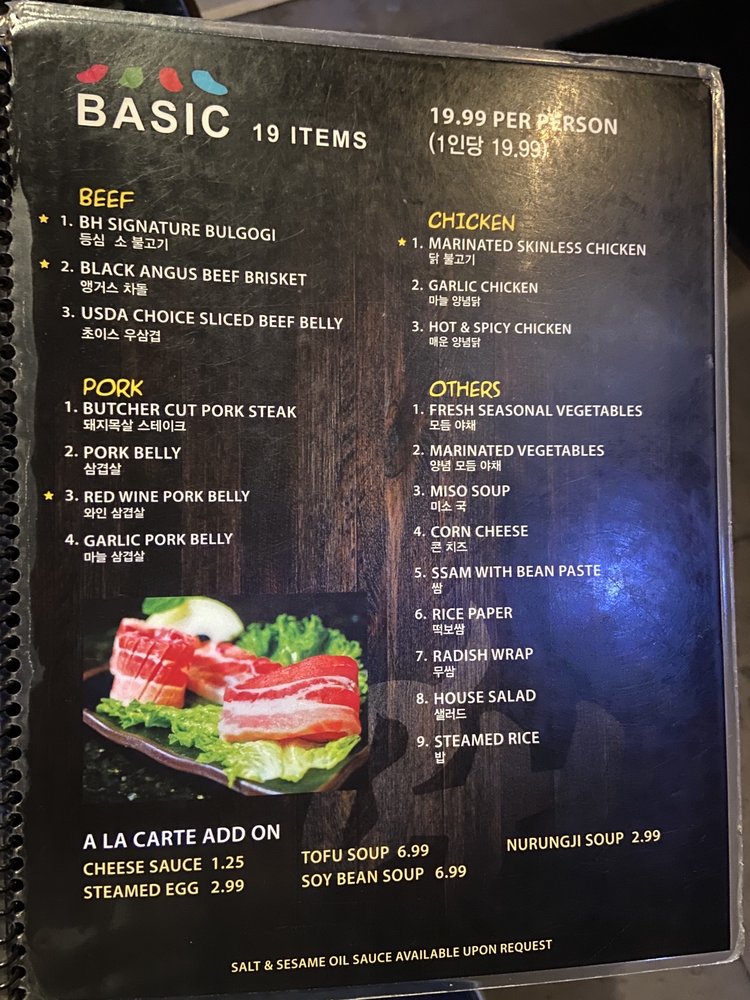 BASIC 19 ITEMS
19.99 PER PERSON
(1인당 19.99)
BEEF
1. BH SIGNATURE BULGOGI
등심 소 불고기
2. BLACK ANGUS BEEF BRISKET
앵거스 차돌
3. USDA CHOICE SLICED BEEF BELLY
초이스 우삼겹
PORK
1. BUTCHER CUT PORK STEAK
돼지목살 스테이크
2. PORK BELLY
삼겹살
3. RED WINE PORK BELLY
와인 삼겹살
4. GARLIC PORK BELLY
마늘 삼겹살
CHICKEN
1. MARINATED SKINLESS CHICKEN
닭 불고기
2. GARLIC CHICKEN
마늘 양념닭
3. HOT & SPICY CHICKEN
매운 양념닭
OTHERS
1. FRESH SEASONAL VEGETABLES
모듬 야채
2. MARINATED VEGETABLES
양념 모듬 야채
3. MISO SOUP
미소 국
4. CORN CHEESE
콘 치즈
5. SSAM WITH BEAN PASTE
쌈
6. RICE PAPER
떡보쌈
7. RADISH WRAP
무쌈
8. HOUSE SALAD
샐러드
9. STEAMED RICE
밥
A LA CARTE ADD ON
CHEESE SAUCE 1.25
STEAMED EGG 2.99
TOFU SOUP 6.99
SOY BEAN SOUP 6.99
NURUNGJI SOUP 2.99
SALT & SESAME OIL SAUCE AVAILABLE UPON REQUEST